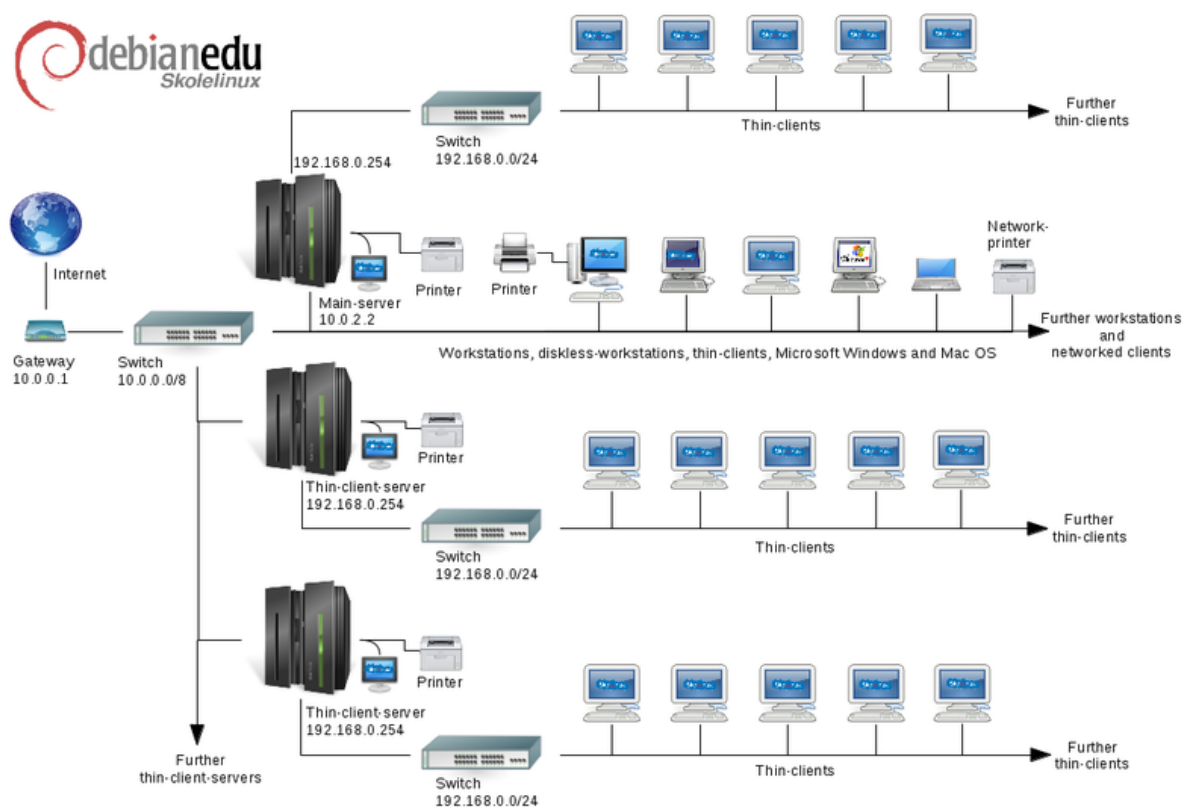 debianedu
Skolelinux
Thin-clients
Further
thin-clients
Switch
192.168.0.0/24
192.168.0.254
Internet
Gateway
10.0.0.1
Switch
10.0.0.0/8
Main-server
10.0.2.2
Printer
Printer
Network-
printer
Workstations, diskless-workstations, thin-clients, Microsoft Windows and Mac OS
Further workstations
and
networked clients
Printer
Thin-client-server
192.168.0.254
Switch
192.168.0.0/24
Thin-clients
Further
thin-clients
Printer
Thin-client-server
192.168.0.254
Switch
192.168.0.0/24
Thin-clients
Further
thin-clients
Further
thin-client-servers